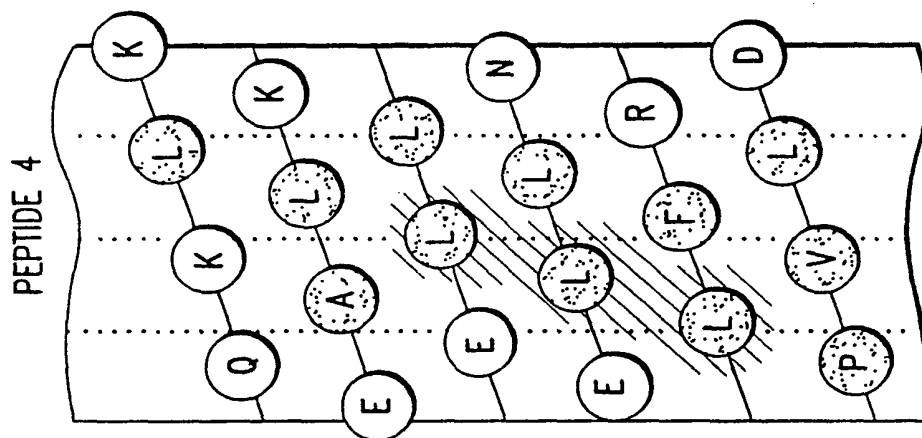 PEPTIDE 4
P V L D
L F R
E L L N
E L L
E A L K
Q K L K